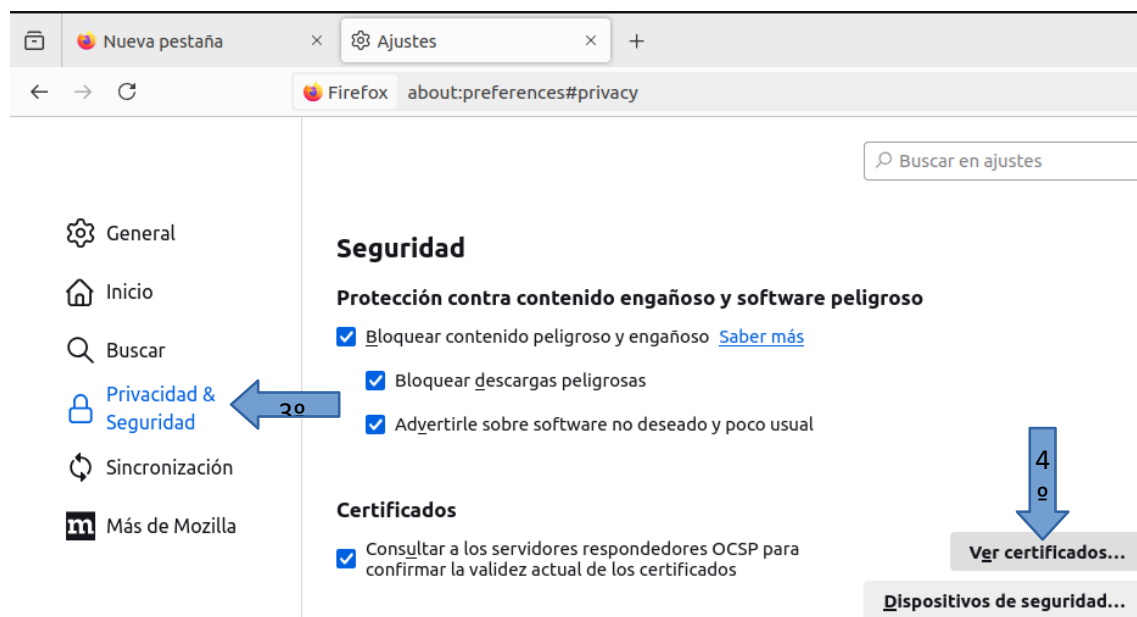 Nueva pestaña
Ajustes
Firefox about:preferences#privacy
Buscar en ajustes
General
Inicio
Buscar
Privacidad &
Seguridad
3º
Sincronización
Más de Mozilla
Seguridad
Protección contra contenido engañoso y software peligroso
Bloquear contenido peligroso y engañoso Saber más
Bloquear descargas peligrosas
Advertirle sobre software no deseado y poco usual
4
º
Certificados
Consultar a los servidores respondedores OCSP para
confirmar la validez actual de los certificados
Ver certificados...
Dispositivos de seguridad...